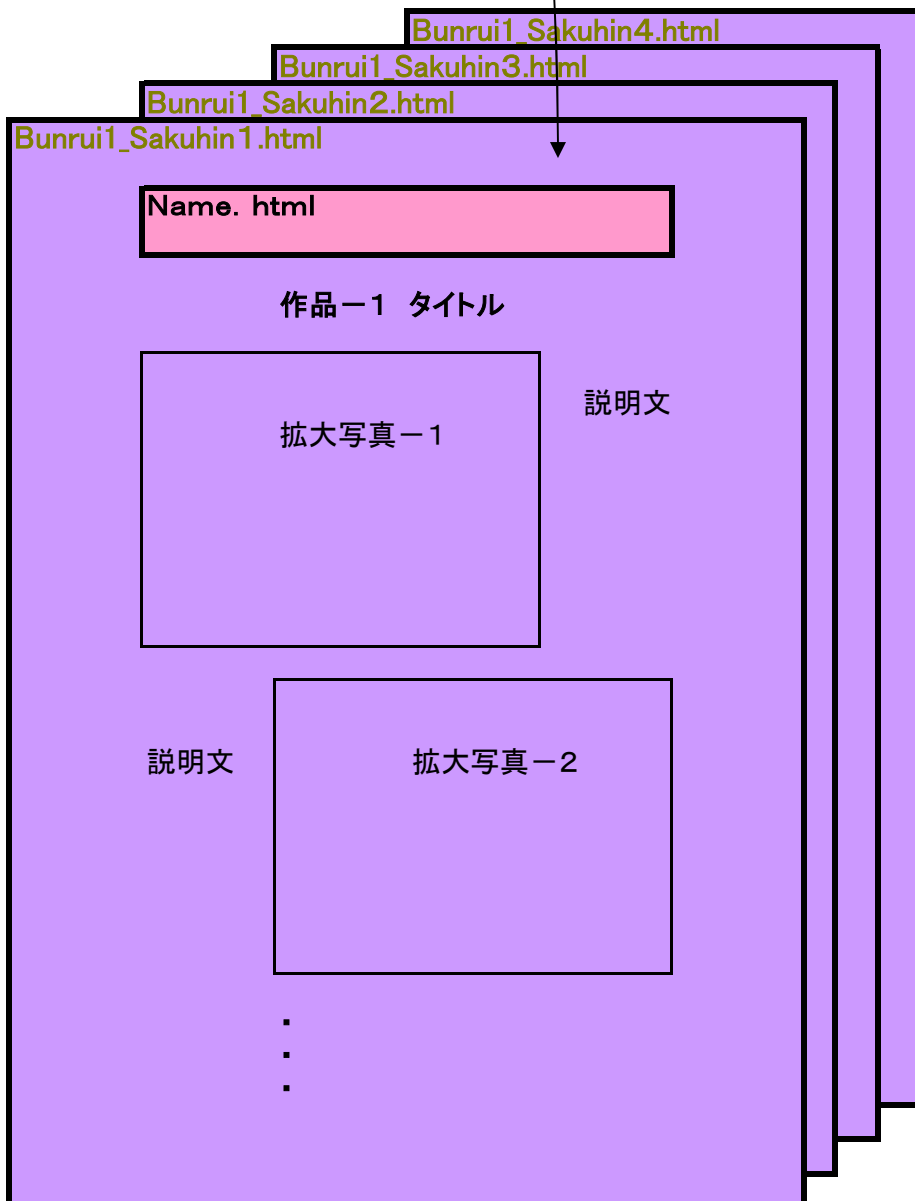 Bunrui1_Sakuhin4.html
Bunrui1_Sakuhin3.html
Bunrui1_Sakuhin2.html
Bunrui1_Sakuhin1.html
Name．html
作品－１　タイトル
説明文
拡大写真－１
説明文
拡大写真－２
・
・
・